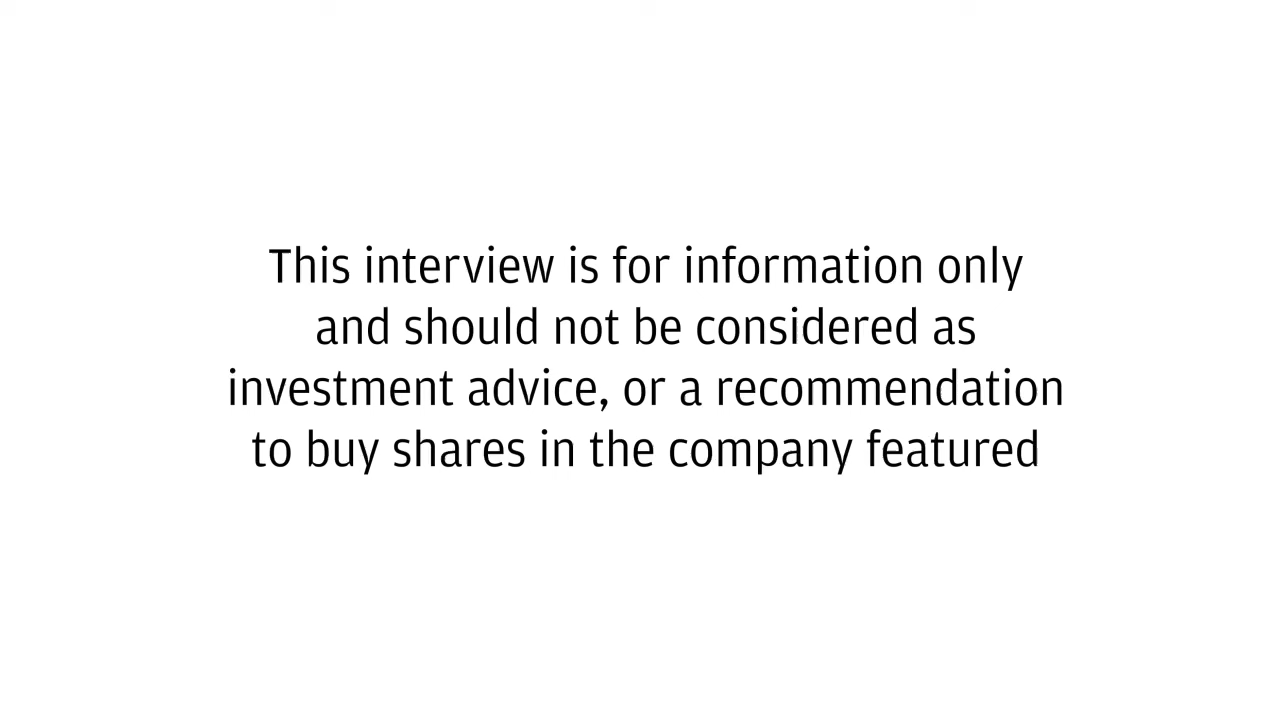 This interview is for information only
and should not be considered as
investment advice, or a recommendation
to buy shares in the company featured